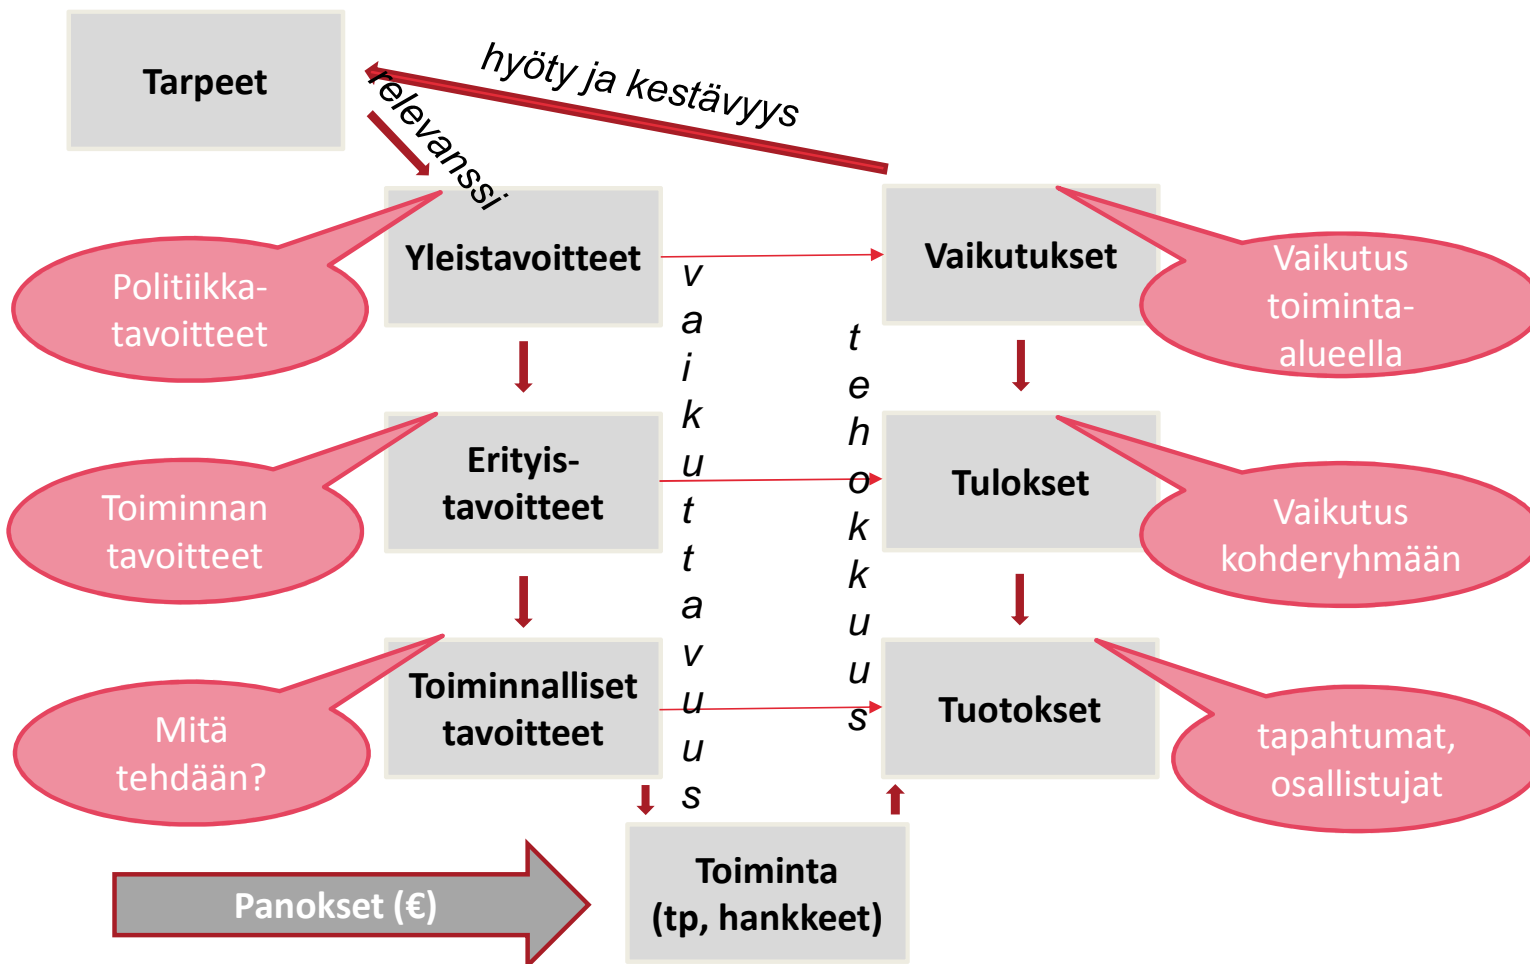 Tarpeet
hyöty ja kestävyys
relevanssi
Politiikka-
tavoitteet
Yleistavoitteet
Vaikutukset
Vaikutus
toiminta-
alueella
vaikuttavuus
tehokkuus
Toiminnan
tavoitteet
Erityis-
tavoitteet
Tulokset
Vaikutus
kohderyhmään
Mitä
tehdään?
Toiminnalliset
tavoitteet
Tuotokset
tapahtumat,
osallistujat
Panokset (€)
Toiminta
(tp, hankkeet)